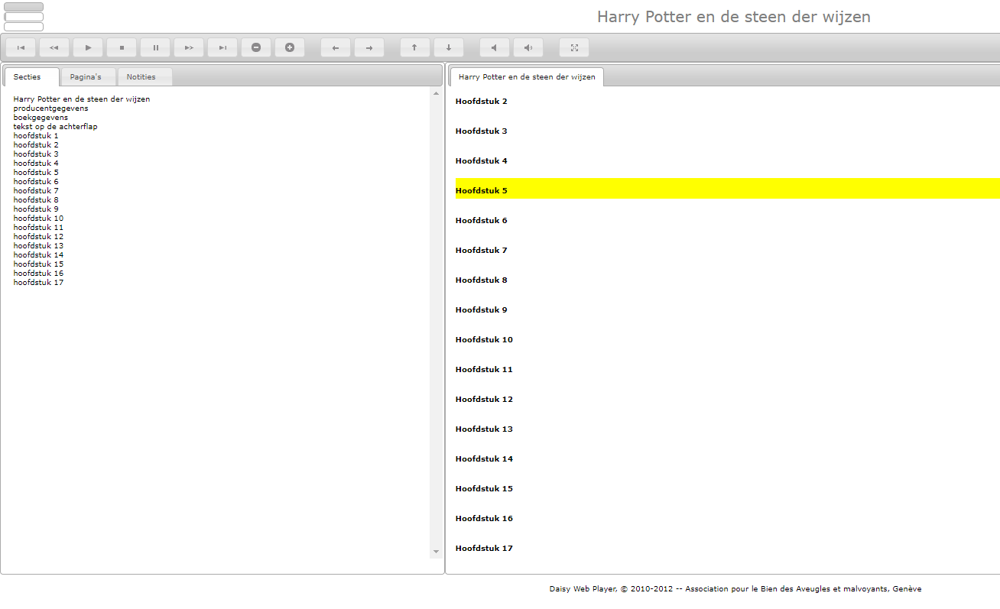 Harry Potter en de steen der wijzen
Secties Pagina's Notities
Harry Potter en de steen der wijzen
producentgegevens
boekgegevens
tekst op de achterflap
hoofdstuk 1
hoofdstuk 2
hoofdstuk 3
hoofdstuk 4
hoofdstuk 5
hoofdstuk 6
hoofdstuk 7
hoofdstuk 8
hoofdstuk 9
hoofdstuk 10
hoofdstuk 11
hoofdstuk 12
hoofdstuk 13
hoofdstuk 14
hoofdstuk 15
hoofdstuk 16
hoofdstuk 17
Harry Potter en de steen der wijzen
Hoofdstuk 2
Hoofdstuk 3
Hoofdstuk 4
Hoofdstuk 5
Hoofdstuk 6
Hoofdstuk 7
Hoofdstuk 8
Hoofdstuk 9
Hoofdstuk 10
Hoofdstuk 11
Hoofdstuk 12
Hoofdstuk 13
Hoofdstuk 14
Hoofdstuk 15
Hoofdstuk 16
Hoofdstuk 17
Daisy Web Player, © 2010-2012 -- Association pour le Bien des Aveugles et malvoyants, Genève